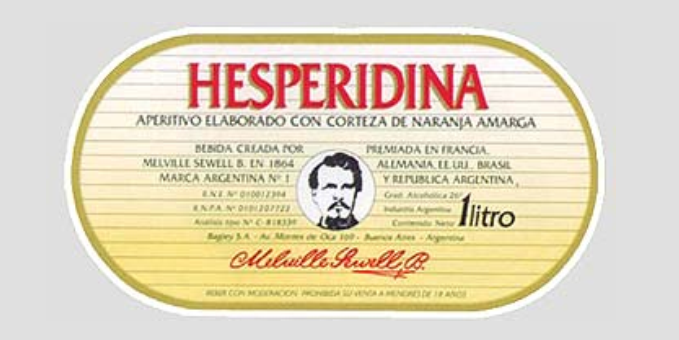 HESPERIDINA
APERITIVO ELABORADO CON CORTEZA DE NARANJA AMARGA
BEBIDA CREADA POR
MELVILLE SEWELL B. EN 1864
MARCA ARGENTINA Nº 1
R.N.E. Nº 010012394
R.N.P.A. Nº 0101207722
Análisis tipo Nº C-818339
PREMIADA EN FRANCIA,
ALEMANIA, EE.UU., BRASIL
Y REPUBLICA ARGENTINA,
Grad. Alcohólica 26º
Industria Argentina
Contenido Neto
1litro
Bagley S.A. - Av. Montes de Oca 169 - Buenos Aires - Argentina
Melville Sewell B.
BEBER CON MODERACION. PROHIBIDA SU VENTA A MENORES DE 18 AÑOS